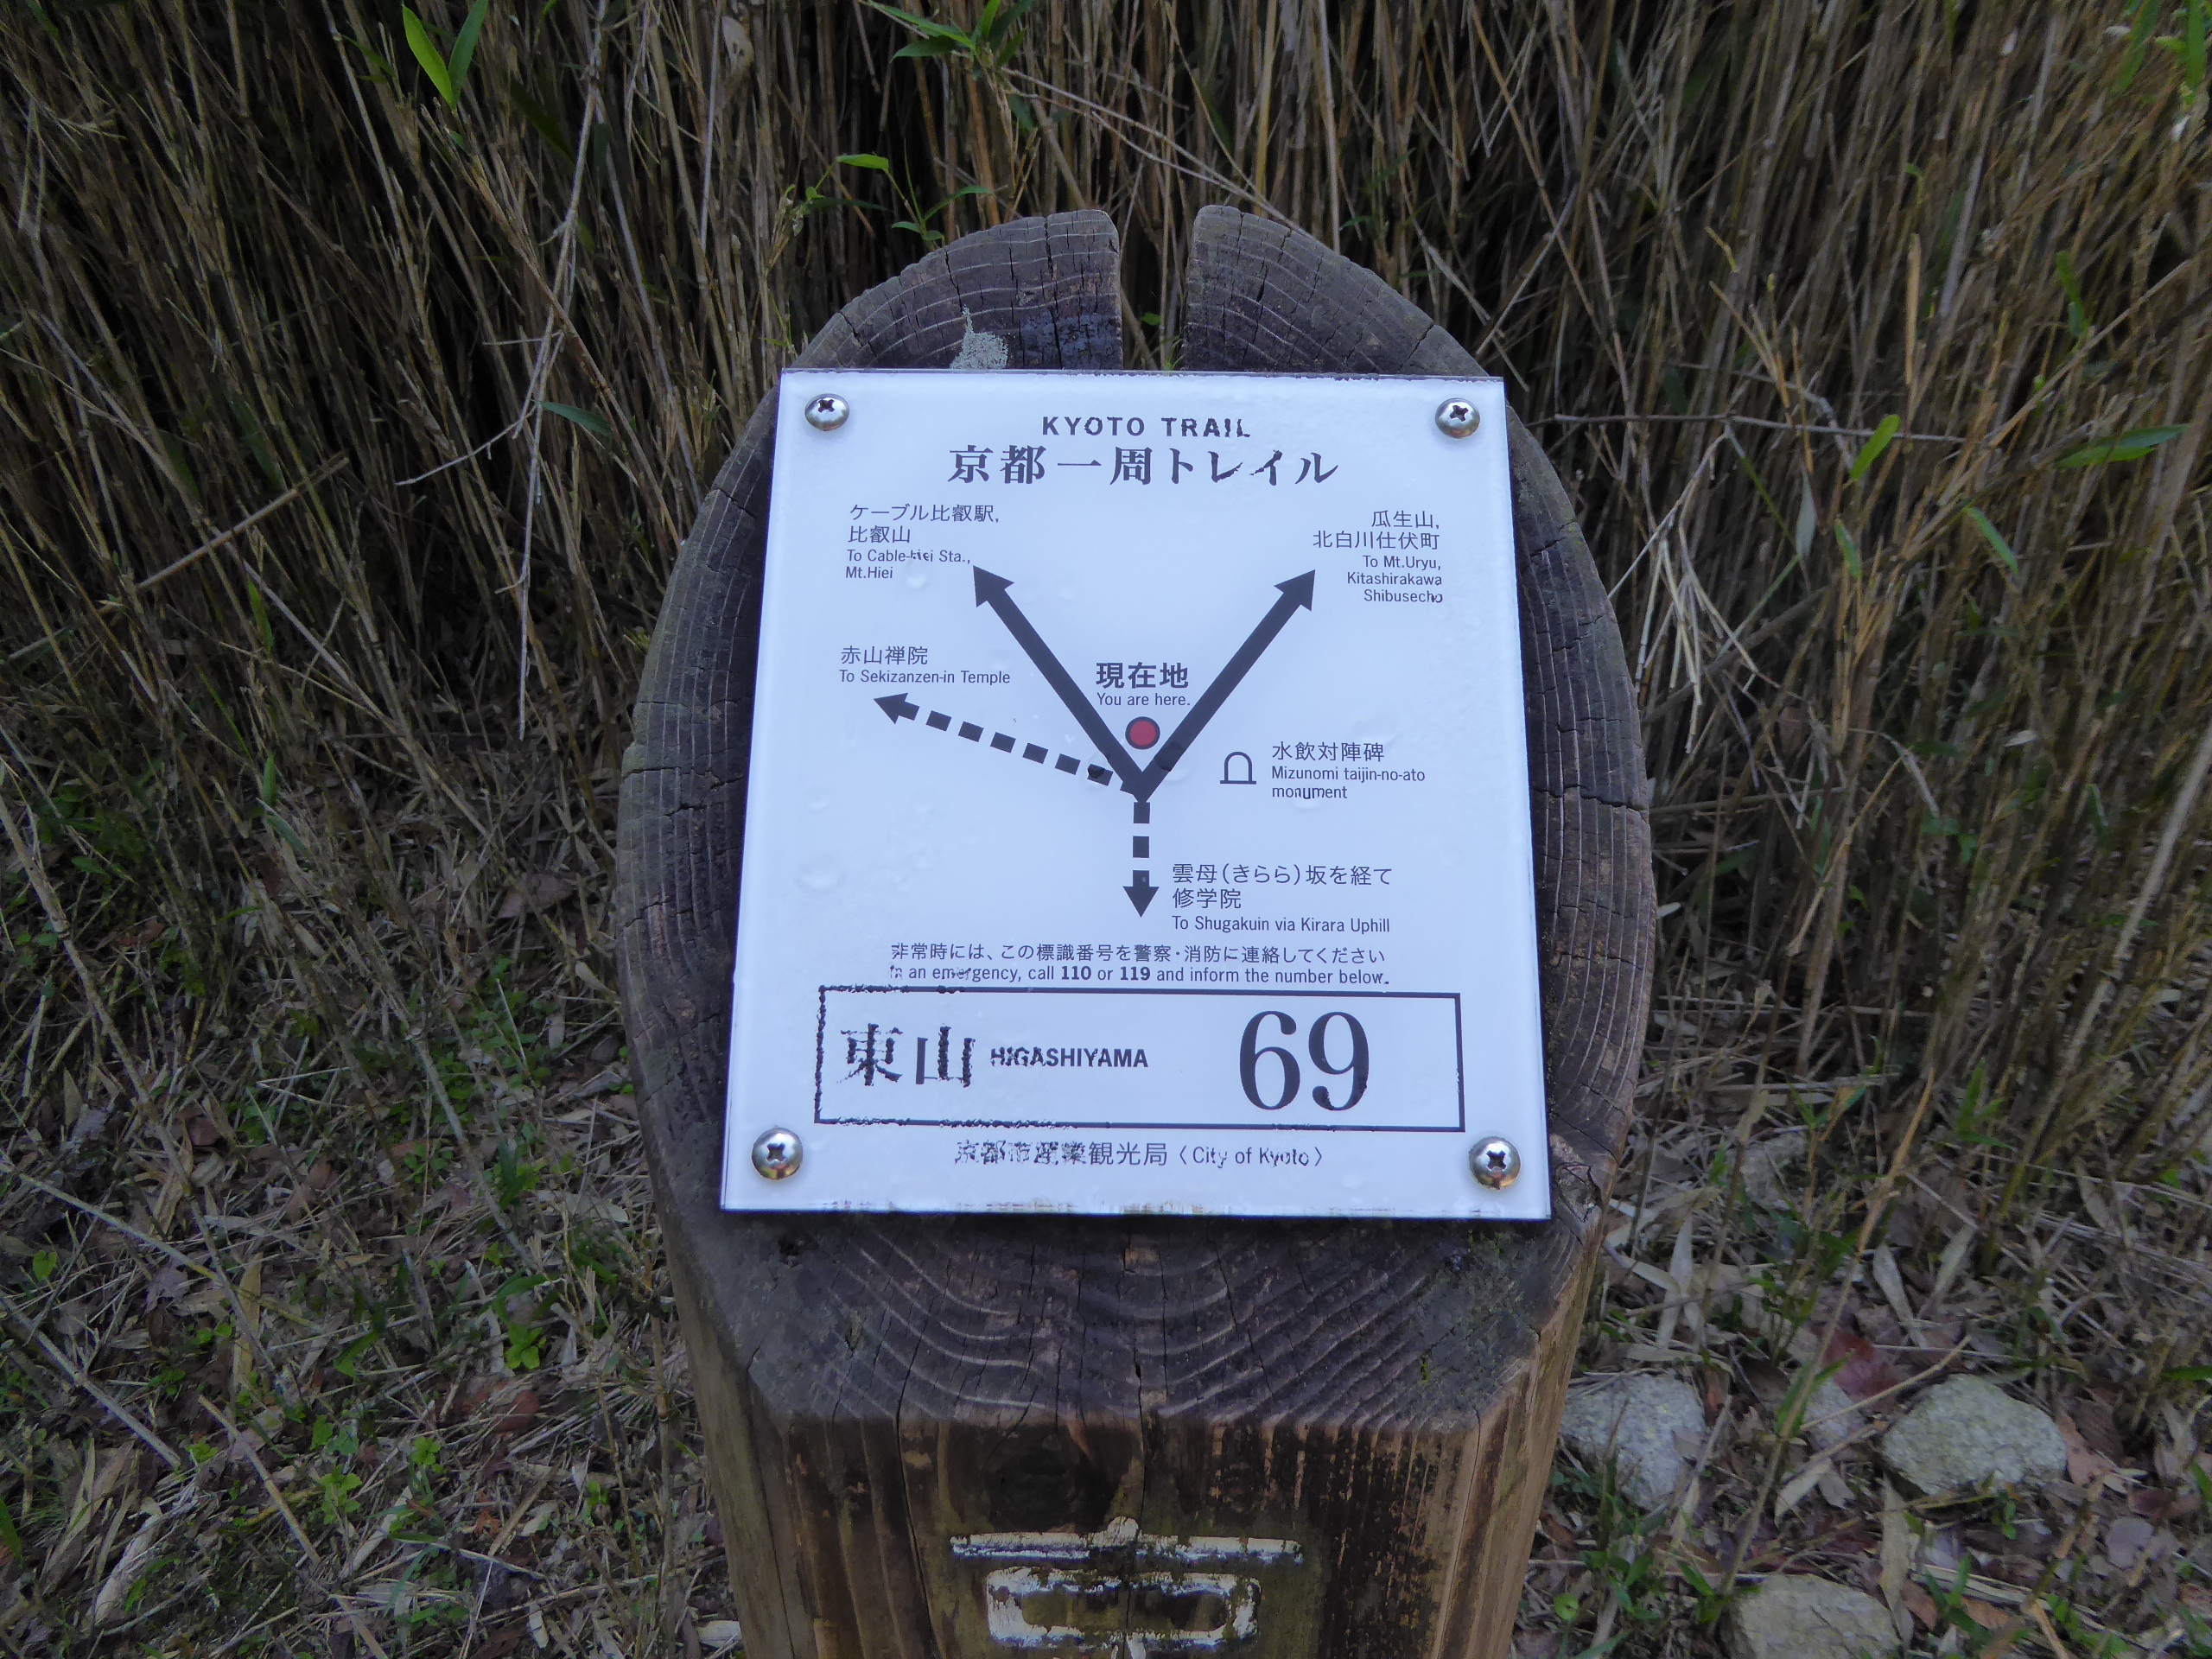 KYOTO TRAIL
京都一周トレイル
ケーブル比叡駅,
比叡山
To Cable-Hiei Sta.,
Mt.Hiei
瓜生山,
北白川仕伏町
To Mt.Uryu,
Kitashirakawa
Shibusecho
赤山禅院
To Sekizanzen-in Temple
現在地
You are here.
水飲対陣碑
Mizunomi taijin-no-ato
monument
雲母(きらら)坂を経て
修学院
To Shugakuin via Kirara Uphill
非常時には、この標識番号を警察・消防に連絡してください
In an emergency, call 110 or 119 and inform the number below.
東山 HIGASHIYAMA 69
京都市産業観光局〈City of Kyoto〉